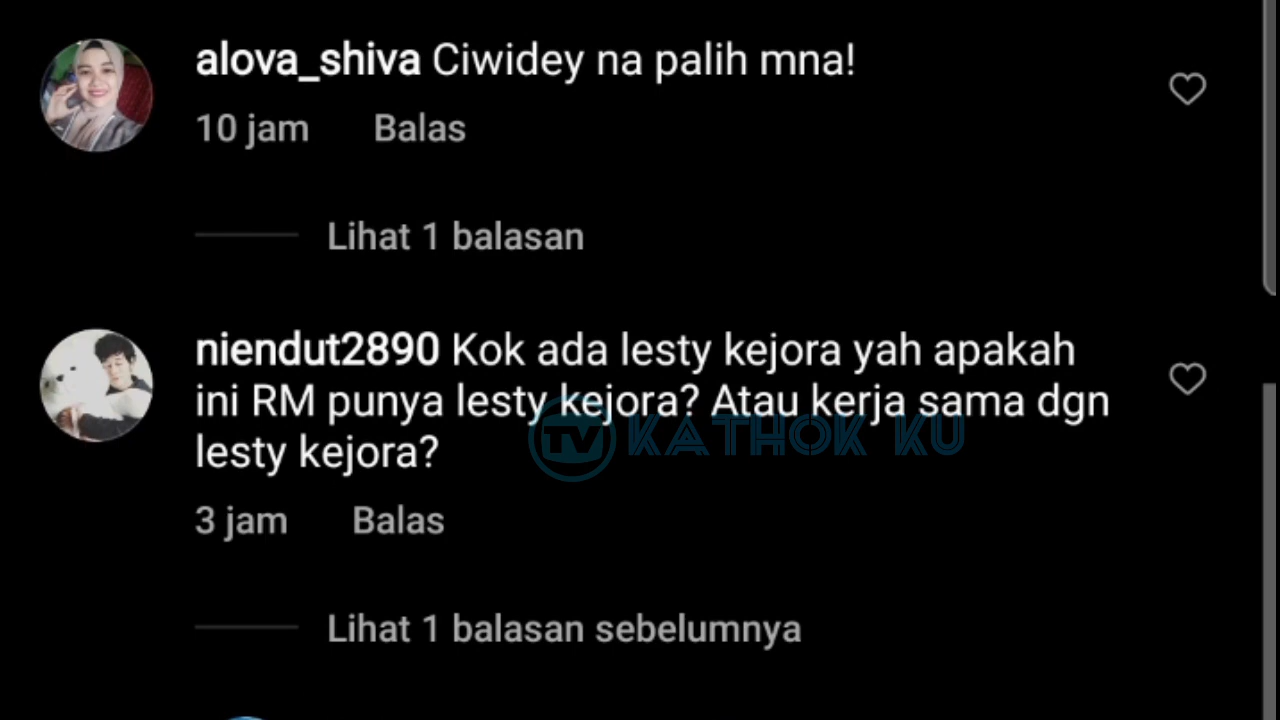 alova_shiva Ciwidey na palih mna!
10 jam Balas
Lihat 1 balasan
niendut2890 Kok ada lesty kejora yah apakah
ini RM punya lesty kejora? Atau kerja sama dgn
lesty kejora?
TV KATHOK KU
3 jam Balas
Lihat 1 balasan sebelumnya